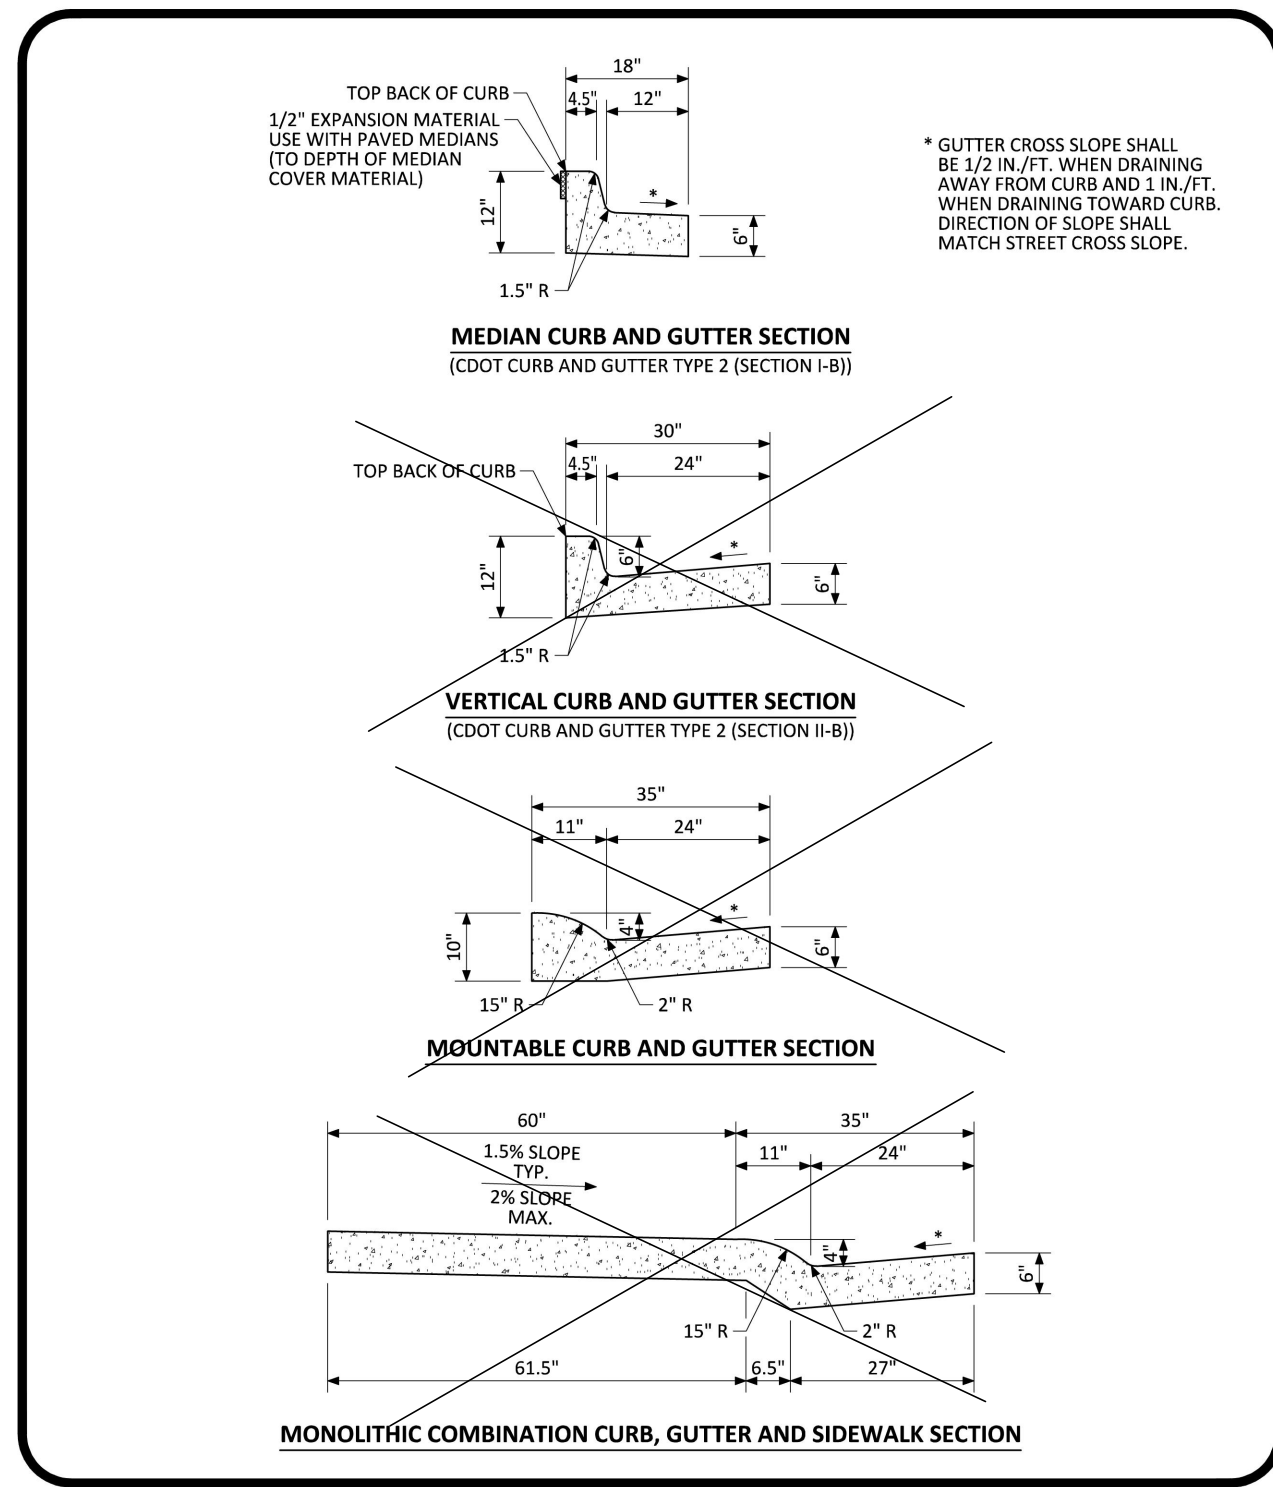 18"
TOP BACK OF CURB
4.5"
12"
1/2" EXPANSION MATERIAL
USE WITH PAVED MEDIANS
(TO DEPTH OF MEDIAN
COVER MATERIAL)
* GUTTER CROSS SLOPE SHALL
BE 1/2 IN./FT. WHEN DRAINING
AWAY FROM CURB AND 1 IN./FT.
WHEN DRAINING TOWARD CURB.
DIRECTION OF SLOPE SHALL
MATCH STREET CROSS SLOPE.
*
12"
6"
1.5" R
MEDIAN CURB AND GUTTER SECTION
(CDOT CURB AND GUTTER TYPE 2 (SECTION I-B))
30"
4.5"
24"
TOP BACK OF CURB
*
6"
12"
6"
1.5" R
VERTICAL CURB AND GUTTER SECTION
(CDOT CURB AND GUTTER TYPE 2 (SECTION II-B))
35"
11"
24"
*
4"
10"
6"
15" R
2" R
MOUNTABLE CURB AND GUTTER SECTION
60"
35"
1.5% SLOPE
TYP.
11"
24"
2% SLOPE
MAX.
*
4"
6"
15" R
2" R
61.5"
6.5"
27"
MONOLITHIC COMBINATION CURB, GUTTER AND SIDEWALK SECTION